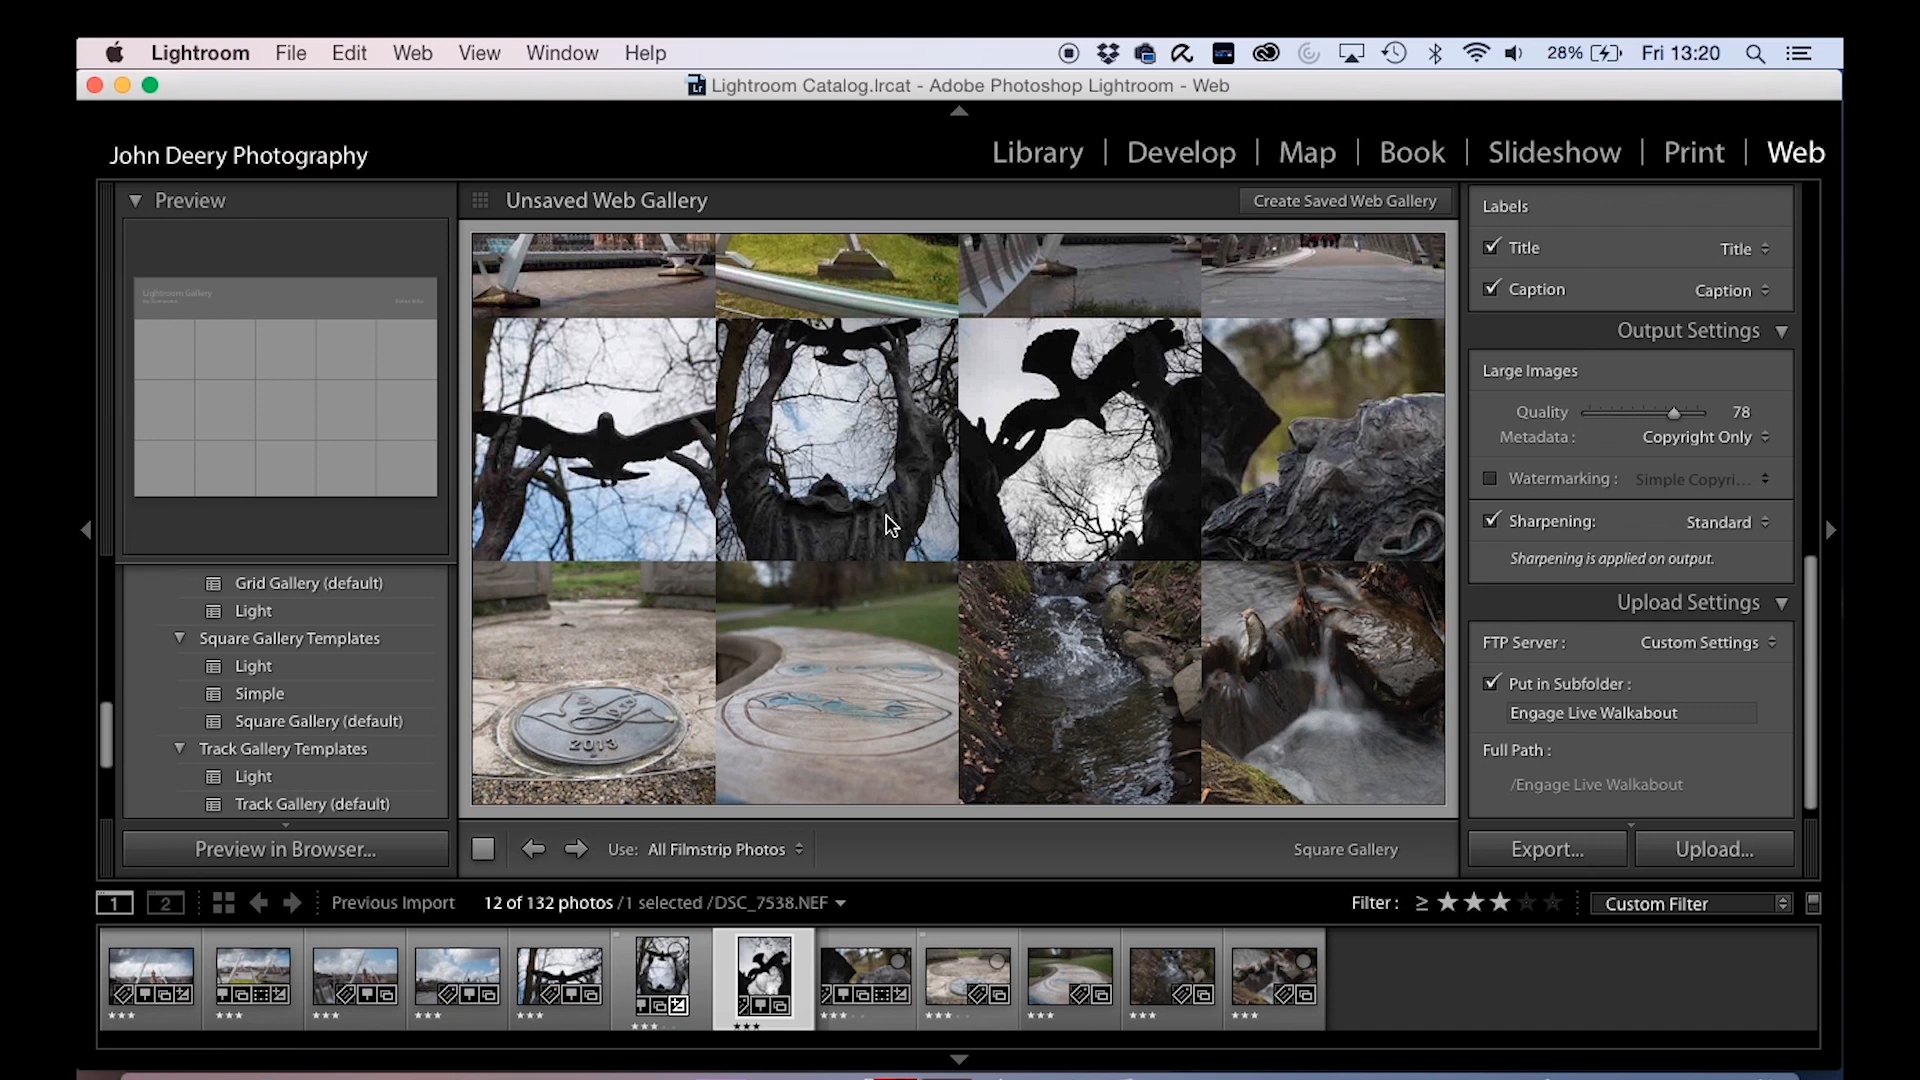 Lightroom File Edit Web View Window Help 28% Fri 13:20
Lightroom Catalog.lrcat - Adobe Photoshop Lightroom - Web
John Deery Photography
Library | Develop | Map | Book | Slideshow | Print | Web
Preview
Lightroom Gallery
Grid Gallery (default)
Light
Square Gallery Templates
Light
Simple
Square Gallery (default)
Track Gallery Templates
Light
Track Gallery (default)
Preview in Browser...
Unsaved Web Gallery
Create Saved Web Gallery
2013
Use: All Filmstrip Photos
Square Gallery
Labels
Title Title
Caption Caption
Output Settings
Large Images
Quality 78
Metadata : Copyright Only
Watermarking : Simple Copyri...
Sharpening: Standard
Sharpening is applied on output.
Upload Settings
FTP Server : Custom Settings
Put in Subfolder :
Engage Live Walkabout
Full Path :
/Engage Live Walkabout
Export... Upload...
1 2 Previous Import 12 of 132 photos /1 selected /DSC_7538.NEF Filter : ≥ ★★★ Custom Filter